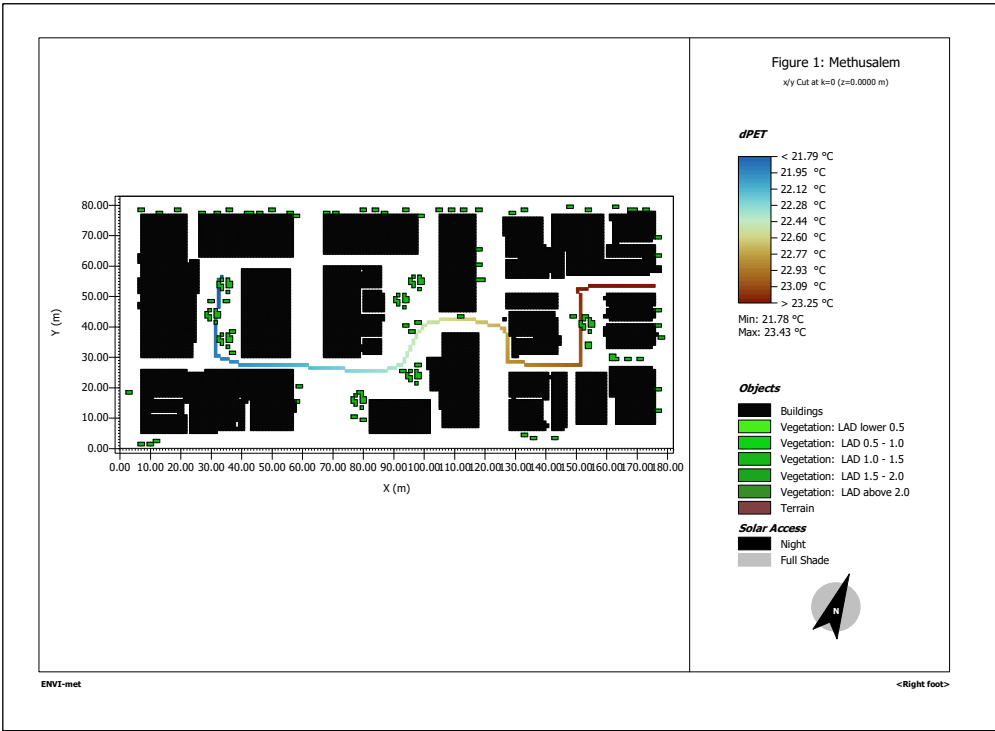 Figure 1: Methusalem
x/y Cut at k=0 (z=0.0000 m)
dPET
< 21.79 °C
21.95 °C
22.12 °C
22.28 °C
22.44 °C
22.60 °C
22.77 °C
22.93 °C
23.09 °C
> 23.25 °C
Min: 21.78 °C
Max: 23.43 °C
Objects
Buildings
Vegetation: LAD lower 0.5
Vegetation: LAD 0.5 - 1.0
Vegetation: LAD 1.0 - 1.5
Vegetation: LAD 1.5 - 2.0
Vegetation: LAD above 2.0
Terrain
Solar Access
Night
Full Shade
N
80.00
70.00
60.00
50.00
40.00
30.00
20.00
10.00
0.00
Y (m)
0.00 10.00 20.00 30.00 40.00 50.00 60.00 70.00 80.00 90.00 100.00 110.00 120.00 130.00 140.00 150.00 160.00 170.00 180.00
X (m)
ENVI-met
<Right foot>